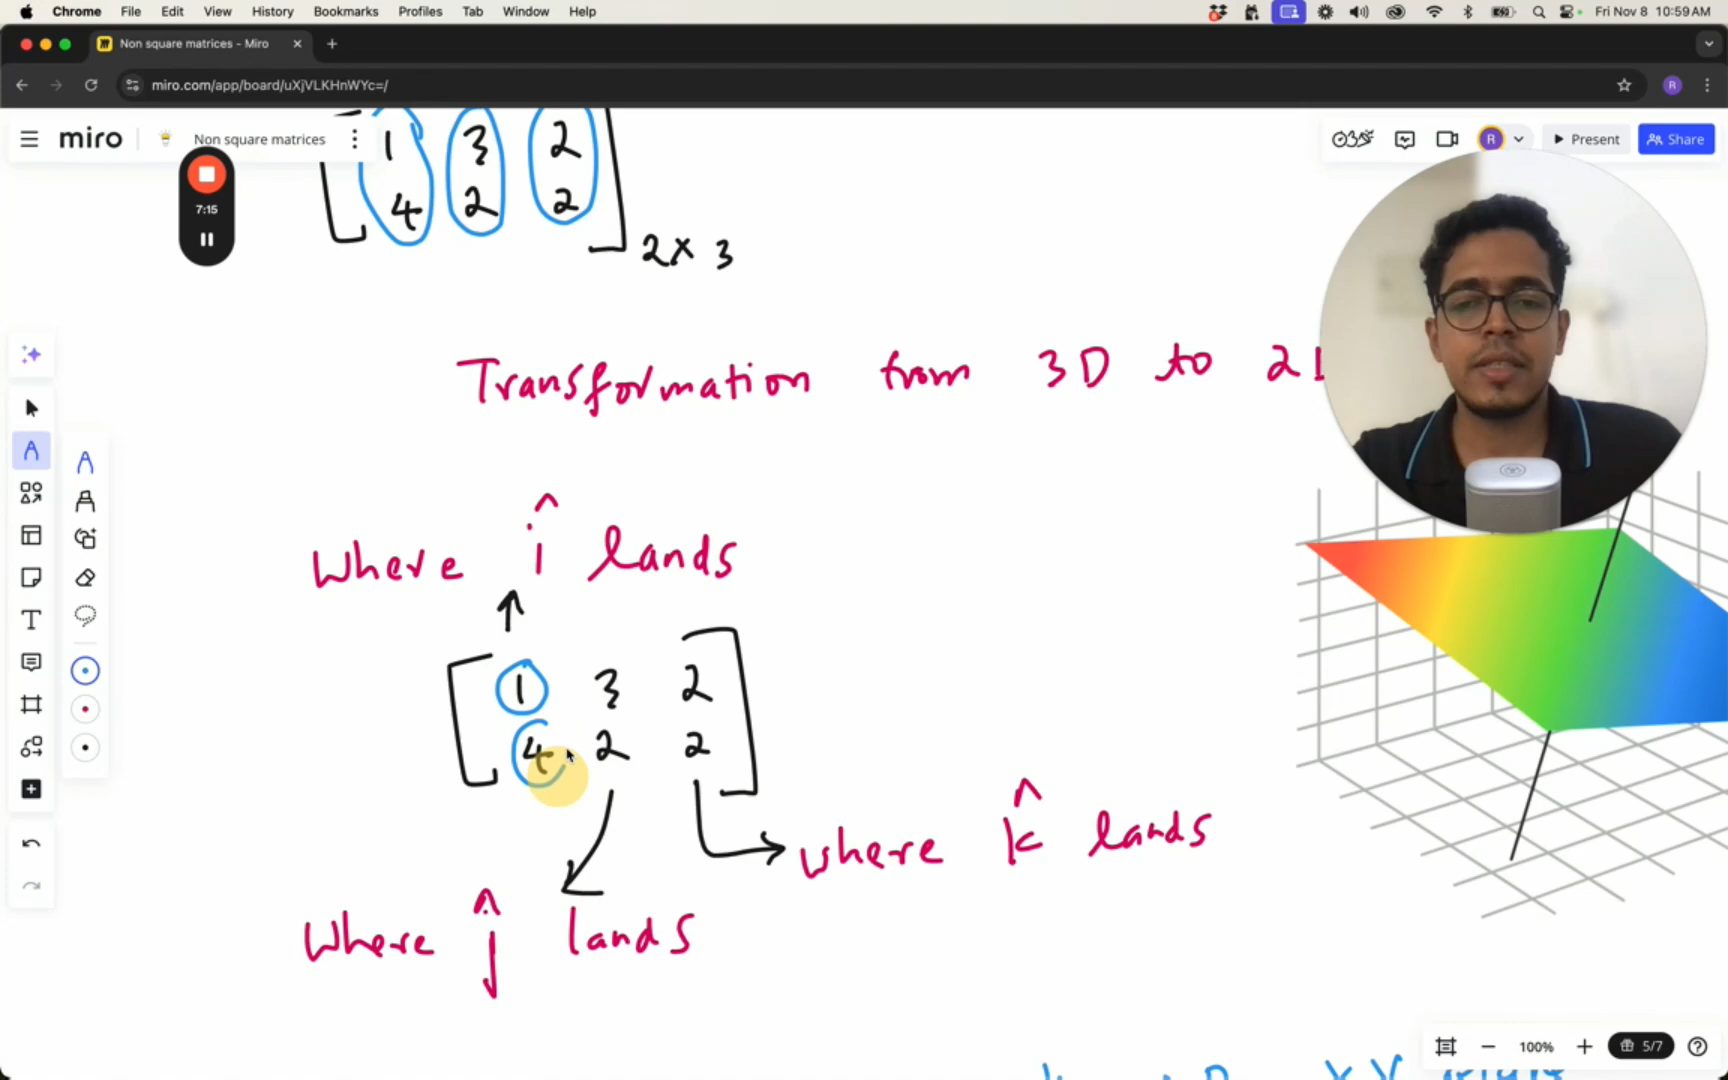 Chrome File Edit View History Bookmarks Profiles Tab Window Help Fri Nov 8 10:59 AM
Non square matrices - Miro
miro.com/app/board/uXjVLKHnWYc=/ R
miro Non square matrices R Present Share
7:15
1 3 2
4 2 2
2 x 3
Transformation from 3D to 2
Where î lands
1 3 2
4 2 2
where k̂ lands
Where ĵ lands
100% 5/7